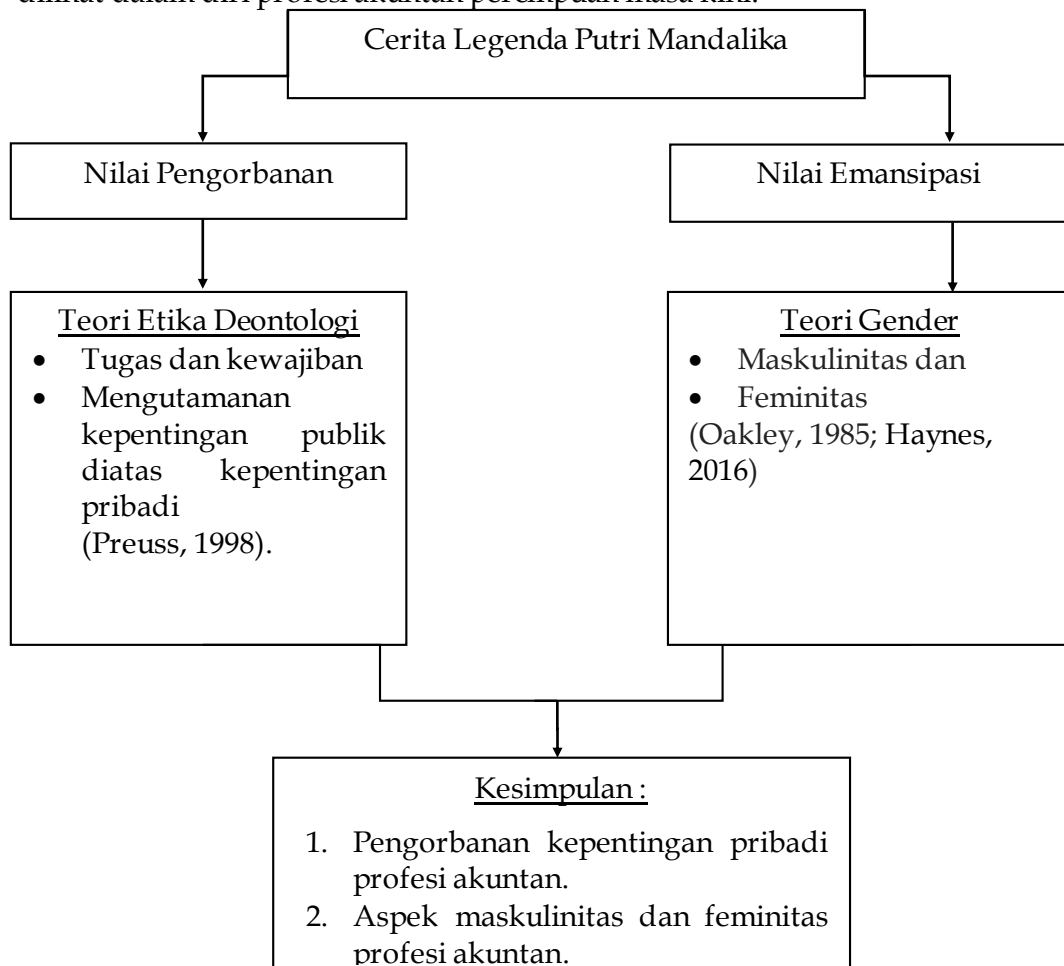 dilihat dalam diri profesi akuntan perempuan masa kini.
Cerita Legenda Putri Mandalika
Nilai Pengorbanan
Nilai Emansipasi
Teori Etika Deontologi
• Tugas dan kewajiban
• Mengutamanan
kepentingan publik
diatas kepentingan
pribadi
(Preuss, 1998).
Teori Gender
• Maskulinitas dan
• Feminitas
(Oakley, 1985; Haynes,
2016)
Kesimpulan :
1. Pengorbanan kepentingan pribadi
profesi akuntan.
2. Aspek maskulinitas dan feminitas
profesi akuntan.